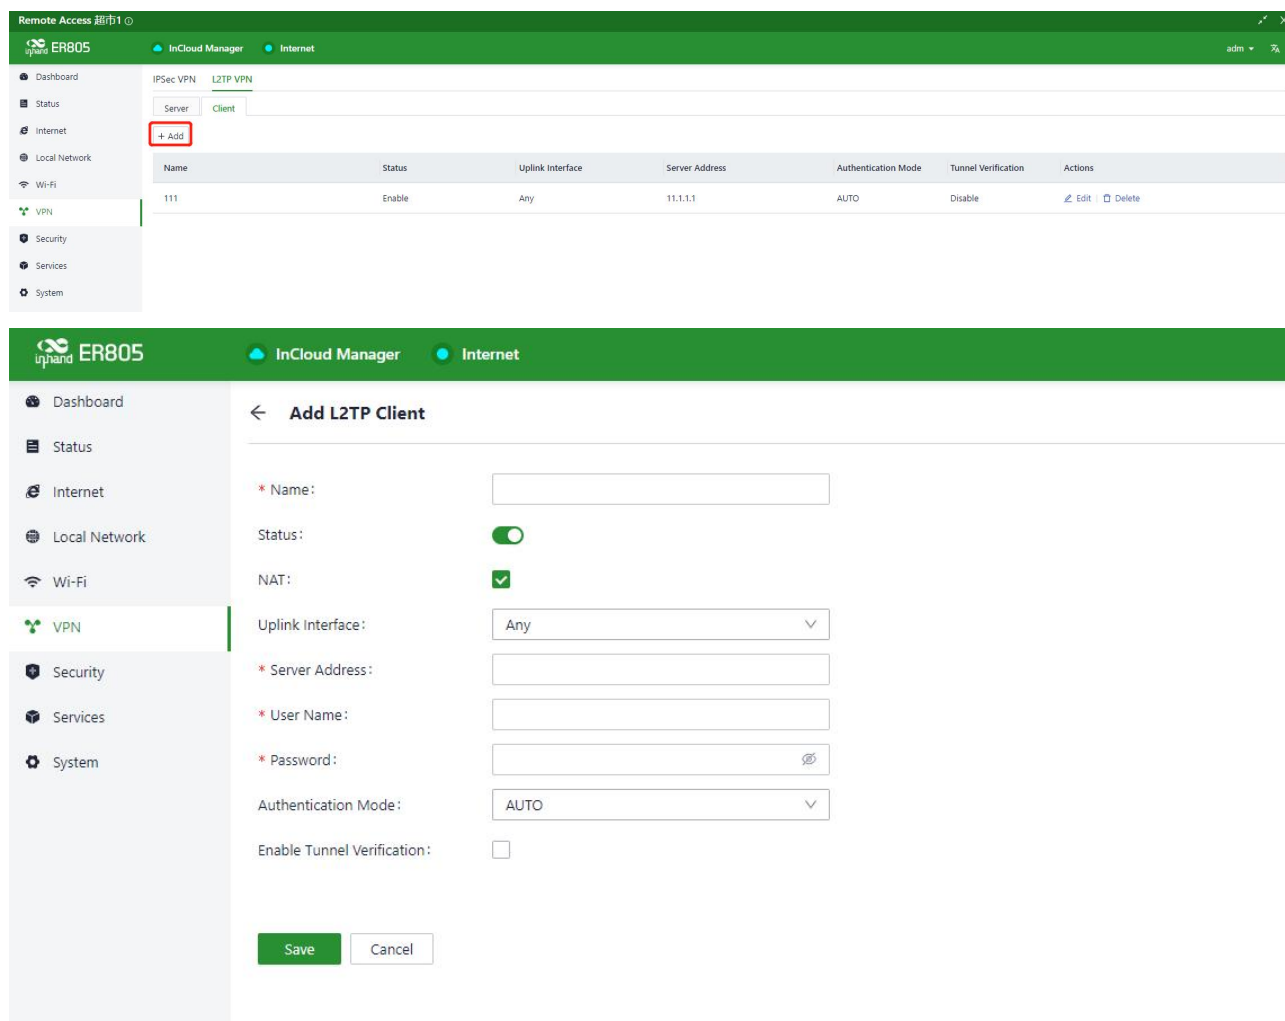 Remote Access 超市1
inhand ER805 InCloud Manager Internet adm
Dashboard
Status
Internet
Local Network
Wi-Fi
VPN
Security
Services
System
IPSec VPN L2TP VPN
Server Client
+ Add
Name Status Uplink Interface Server Address Authentication Mode Tunnel Verification Actions
111 Enable Any 11.1.1.1 AUTO Disable Edit Delete
inhand ER805 InCloud Manager Internet
Dashboard
Status
Internet
Local Network
Wi-Fi
VPN
Security
Services
System
← Add L2TP Client
* Name:
Status:
NAT:
Uplink Interface: Any
* Server Address:
* User Name:
* Password:
Authentication Mode: AUTO
Enable Tunnel Verification:
Save Cancel